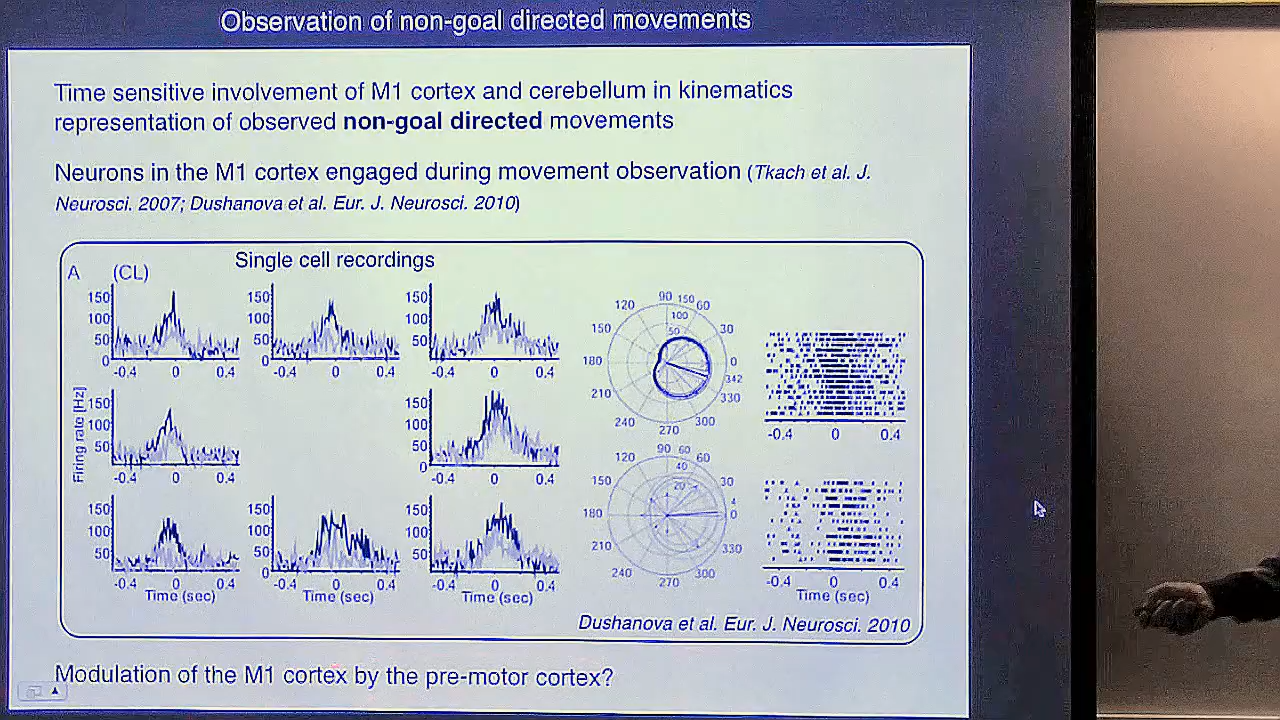 Observation of non-goal directed movements
Time sensitive involvement of M1 cortex and cerebellum in kinematics
representation of observed non-goal directed movements
Neurons in the M1 cortex engaged during movement observation (Tkach et al. J.
Neurosci. 2007; Dushanova et al. Eur. J. Neurosci. 2010)
Single cell recordings
A (CL)
150 100 50 0 -0.4 0 0.4
150 100 50 0 -0.4 0 0.4
150 100 50 -0.4 0 0.4
Firing rate [Hz]
150 100 50 -0.4 0 0.4
150 100 50 0 -0.4 0 0.4
150 100 50 -0.4 0 0.4
150 100 50 0 -0.4 0 0.4
150 100 50 -0.4 0 0.4
Time (sec) Time (sec) Time (sec)
90 150 60 120 100 50 30 150 180 0 342 330 210 240 270 300
-0.4 0 0.4
90 60 60 120 40 20 30 150 4 180 0 210 330 240 270 300
-0.4 0 0.4
Time (sec)
Dushanova et al. Eur. J. Neurosci. 2010
Modulation of the M1 cortex by the pre-motor cortex?